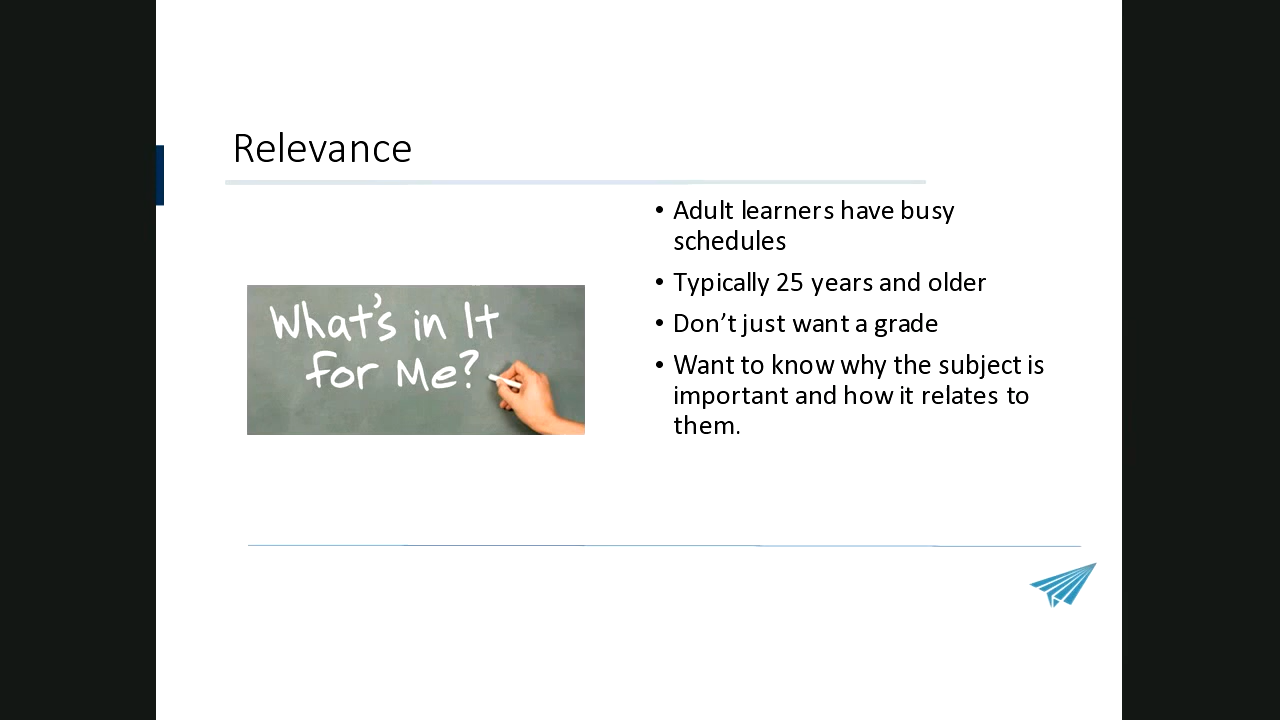 Relevance
What's in It
for Me?
• Adult learners have busy
schedules
• Typically 25 years and older
• Don’t just want a grade
• Want to know why the subject is
important and how it relates to
them.